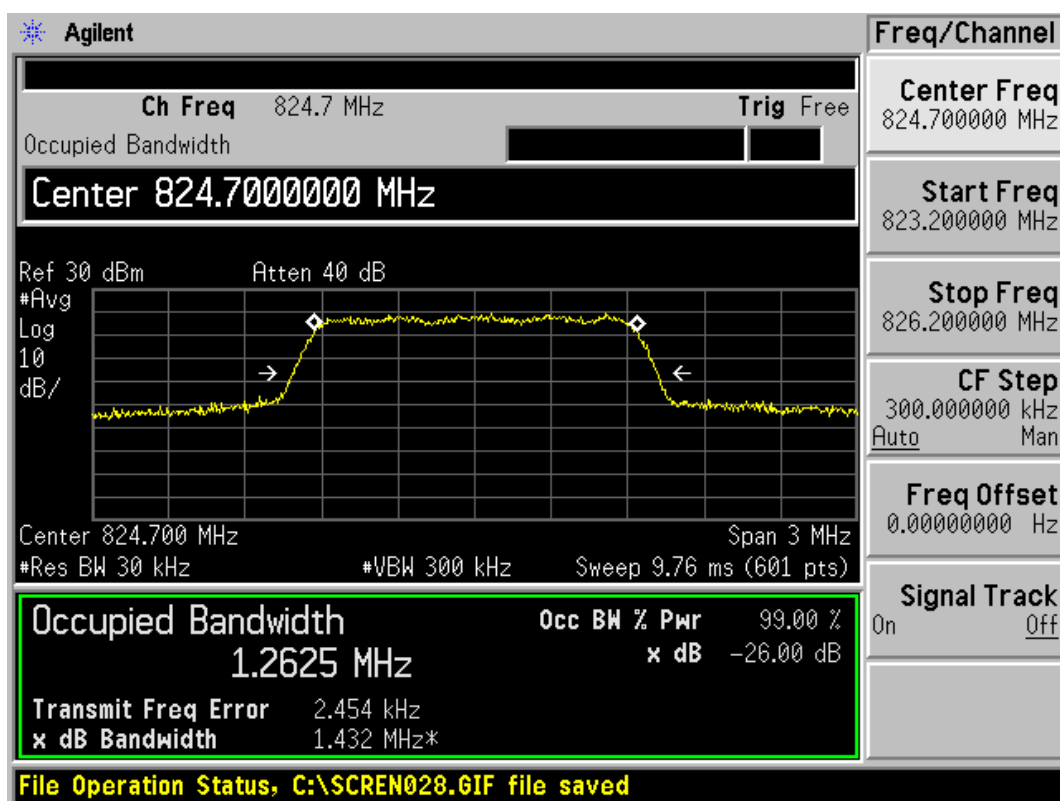 Agilent
Freq/Channel
Ch Freq 824.7 MHz Trig Free
Occupied Bandwidth
Center 824.7000000 MHz
Ref 30 dBm Atten 40 dB
#Avg
Log
10
dB/
Center 824.700 MHz Span 3 MHz
#Res BW 30 kHz #VBW 300 kHz Sweep 9.76 ms (601 pts)
Occupied Bandwidth
1.2625 MHz
Occ BW % Pwr 99.00 %
x dB -26.00 dB
Transmit Freq Error 2.454 kHz
x dB Bandwidth 1.432 MHz*
File Operation Status, C:\SCREN028.GIF file saved
Center Freq
824.700000 MHz
Start Freq
823.200000 MHz
Stop Freq
826.200000 MHz
CF Step
300.000000 kHz
Auto Man
Freq Offset
0.00000000 Hz
Signal Track
On Off